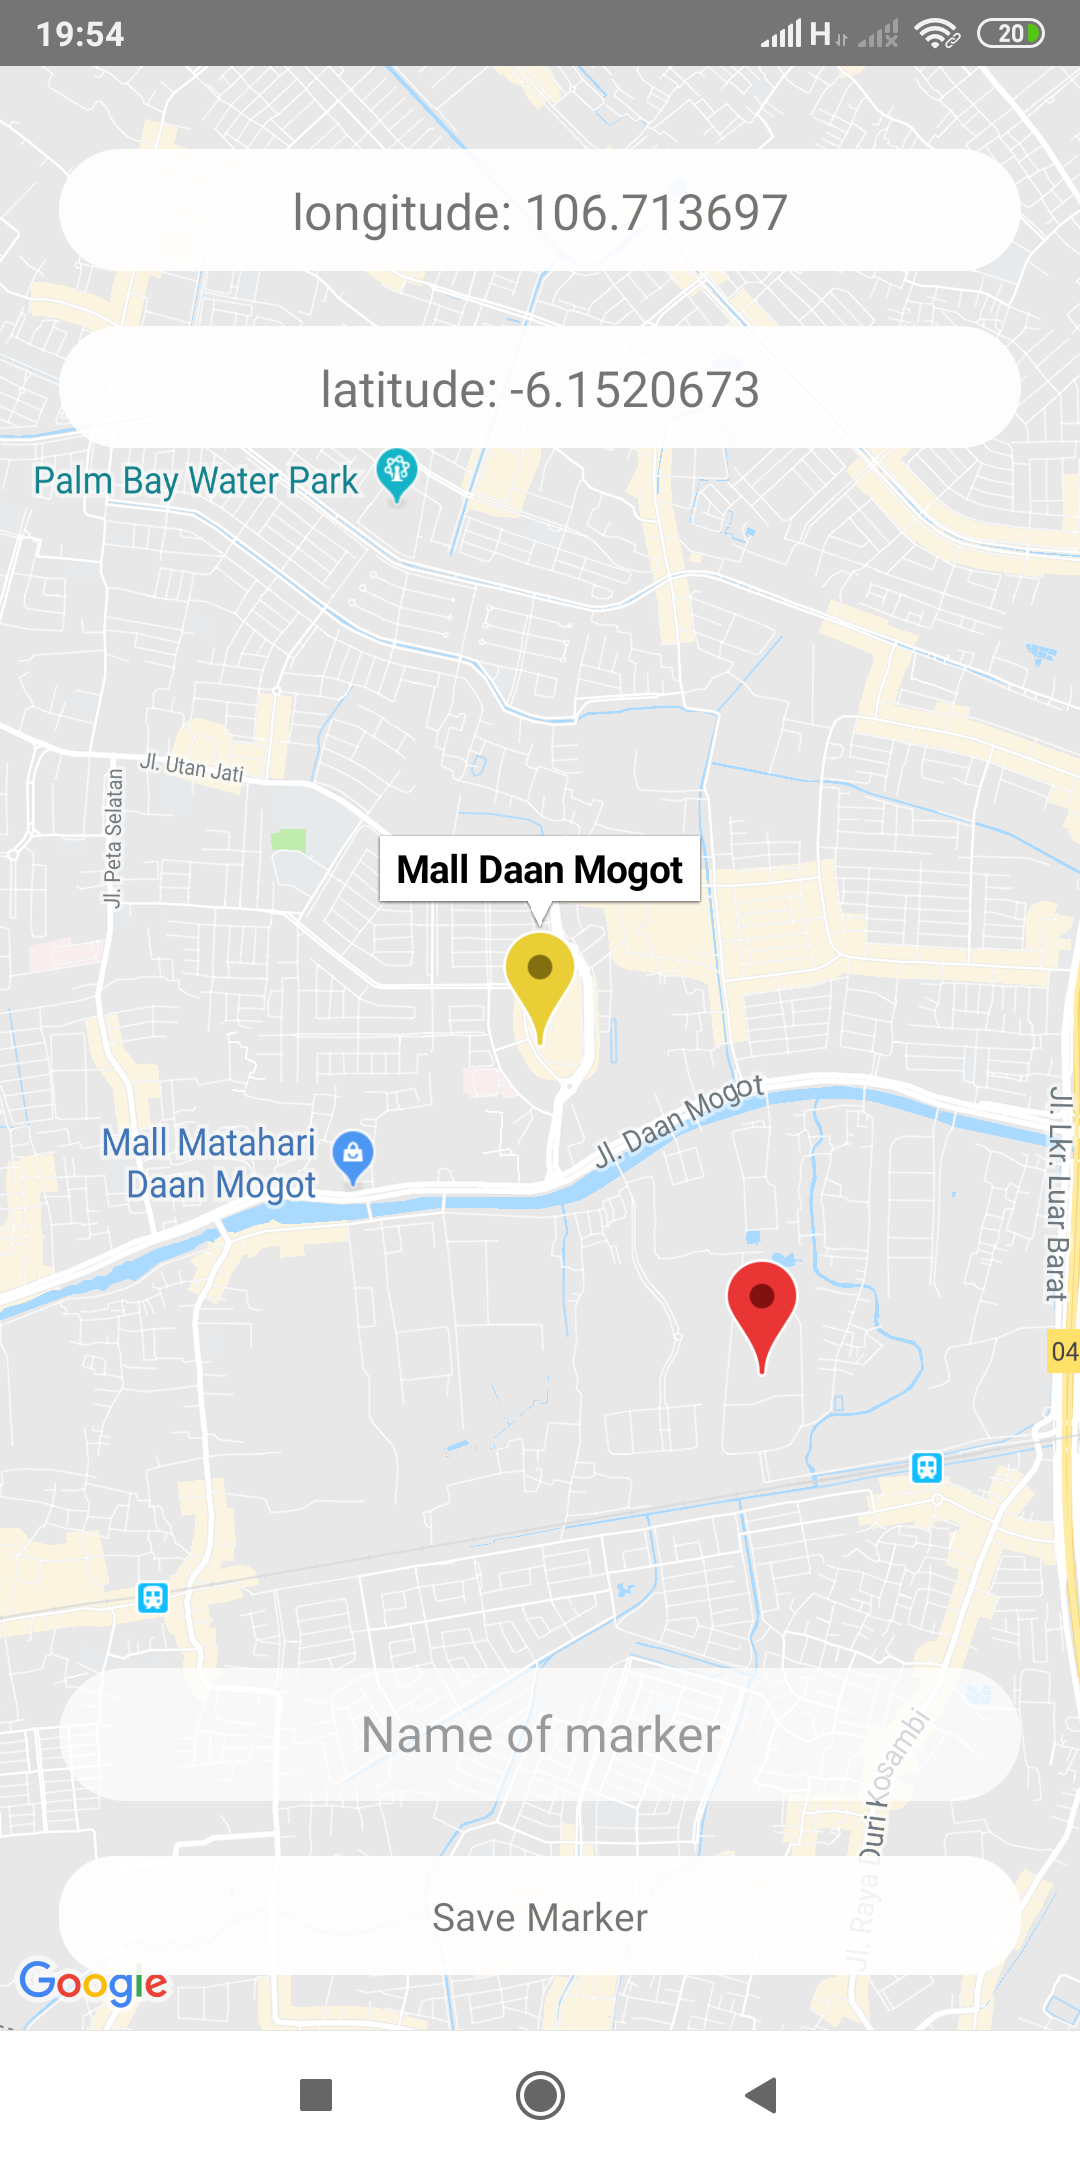 19:54
H
20
longitude: 106.713697
latitude: -6.1520673
Palm Bay Water Park
Jl. Utan Jati
Jl. Peta Selatan
Mall Daan Mogot
Jl. Daan Mogot
Mall Matahari
Daan Mogot
Jl. Lkr. Luar Barat
04
Name of marker
Jl. Raya Duri Kosambi
Save Marker
Google